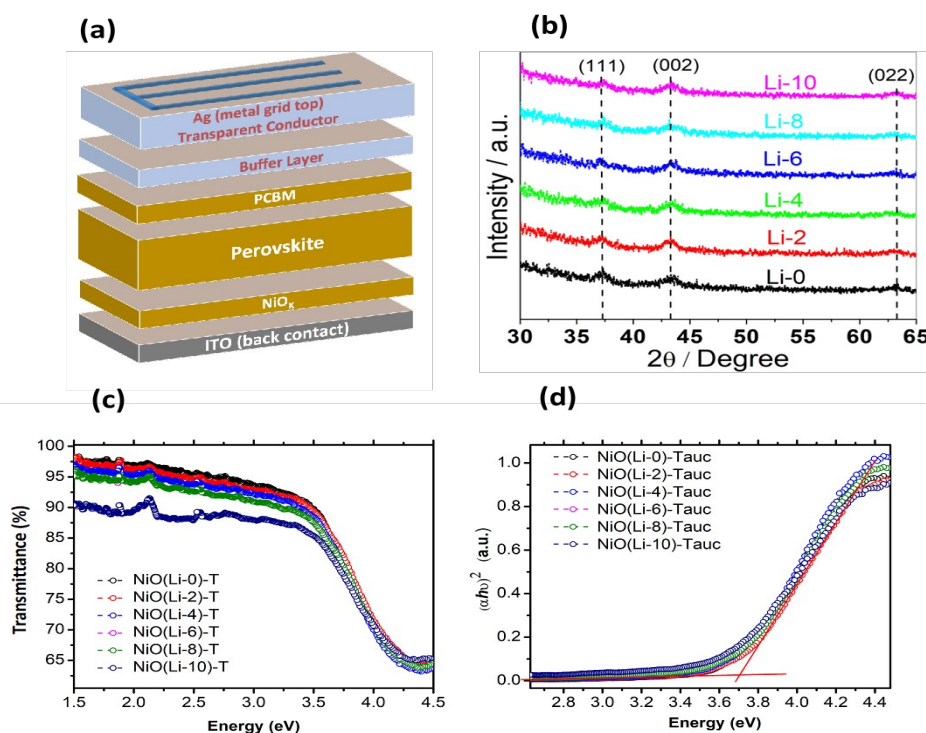 (a)
Ag (metal grid top)
Transparent Conductor
Buffer Layer
PCBM
Perovskite
NiOx
ITO (back contact)
(b)
(111)
(002)
(022)
Li-10
Li-8
Li-6
Li-4
Li-2
Li-0
Intensity / a.u.
30 35 40 45 50 55 60 65
2θ / Degree
(c)
100
95
90
85
80
75
70
65
Transmittance (%)
NiO(Li-0)-T
NiO(Li-2)-T
NiO(Li-4)-T
NiO(Li-6)-T
NiO(Li-8)-T
NiO(Li-10)-T
1.5 2.0 2.5 3.0 3.5 4.0 4.5
Energy (eV)
(d)
1.0
0.8
0.6
0.4
0.2
0.0
(αhυ)² (a.u.)
NiO(Li-0)-Tauc
NiO(Li-2)-Tauc
NiO(Li-4)-Tauc
NiO(Li-6)-Tauc
NiO(Li-8)-Tauc
NiO(Li-10)-Tauc
2.8 3.0 3.2 3.4 3.6 3.8 4.0 4.2 4.4
Energy (eV)